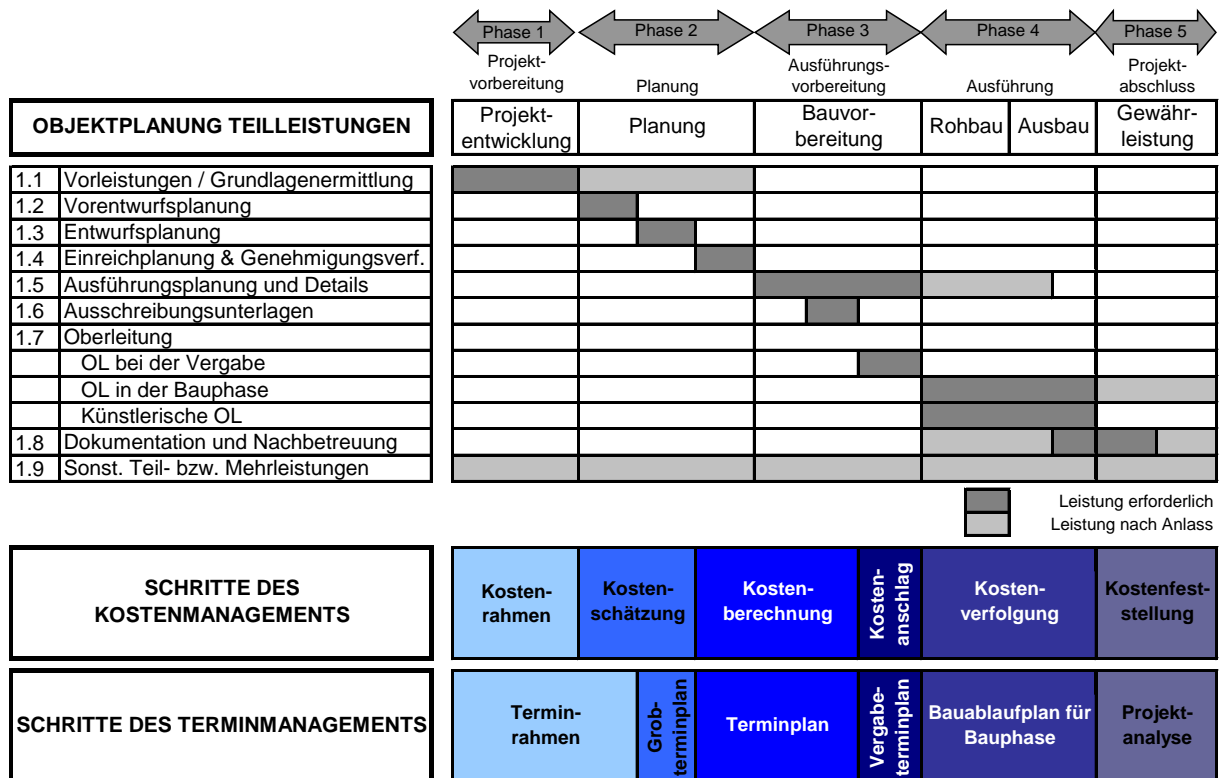 Phase 1 Phase 2 Phase 3 Phase 4 Phase 5
Projekt-
vorbereitung
Planung
Ausführungs-
vorbereitung
Ausführung
Projekt-
abschluss
OBJEKTPLANUNG TEILLEISTUNGEN
Projekt-
entwicklung
Planung
Bauvor-
bereitung
Rohbau
Ausbau
Gewähr-
leistung
1.1 Vorleistungen / Grundlagenermittlung
1.2 Vorentwurfsplanung
1.3 Entwurfsplanung
1.4 Einreichplanung & Genehmigungsverf.
1.5 Ausführungsplanung und Details
1.6 Ausschreibungsunterlagen
1.7 Oberleitung
OL bei der Vergabe
OL in der Bauphase
Künstlerische OL
1.8 Dokumentation und Nachbetreuung
1.9 Sonst. Teil- bzw. Mehrleistungen
Leistung erforderlich
Leistung nach Anlass
SCHRITTE DES
KOSTENMANAGEMENTS
Kosten-
rahmen
Kosten-
schätzung
Kosten-
berechnung
Kosten-
anschlag
Kosten-
verfolgung
Kostenfest-
stellung
SCHRITTE DES TERMINMANAGEMENTS
Termin-
rahmen
Grob-
terminplan
Terminplan
Vergabe-
terminplan
Bauablaufplan für
Bauphase
Projekt-
analyse